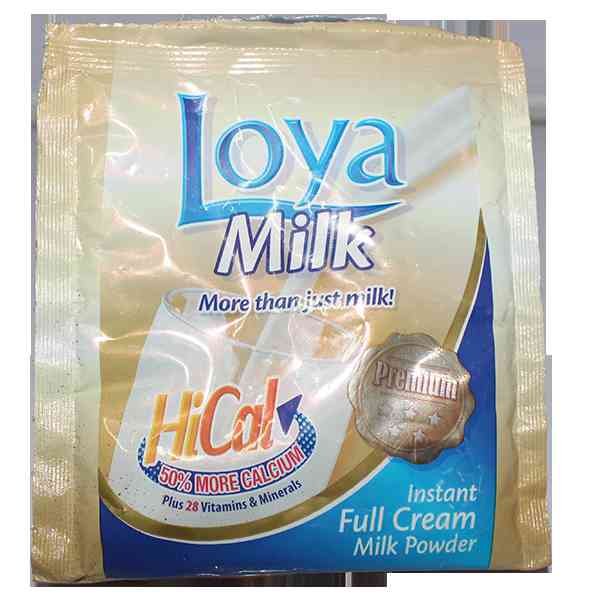 Loya
Milk
More than just milk!
Premium
HiCal
50% MORE CALCIUM
Plus 28 Vitamins & Minerals
Instant
Full Cream
Milk Powder